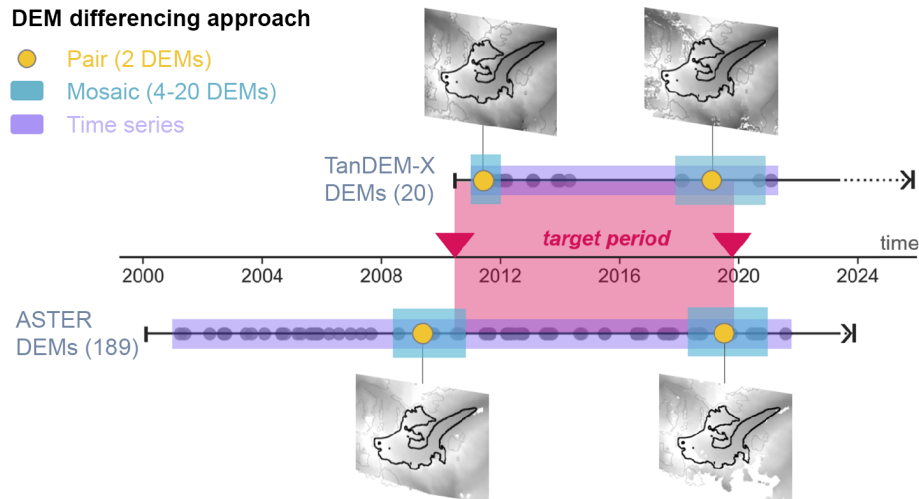 DEM differencing approach
Pair (2 DEMs)
Mosaic (4-20 DEMs)
Time series
TanDEM-X
DEMs (20)
target period
time
2000 2004 2008 2012 2016 2020 2024
ASTER
DEMs (189)